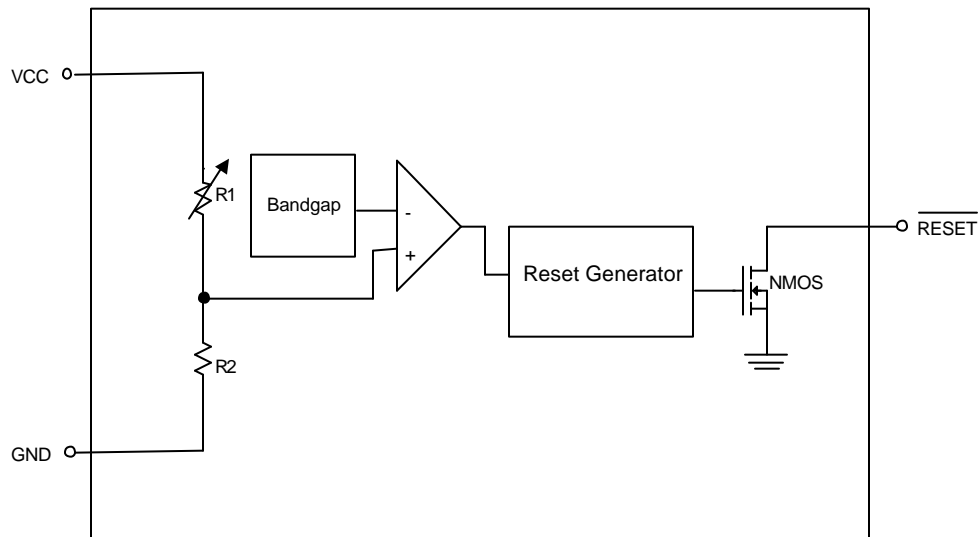 VCC
R1
Bandgap
-
+
RESET
Reset Generator
NMOS
R2
GND